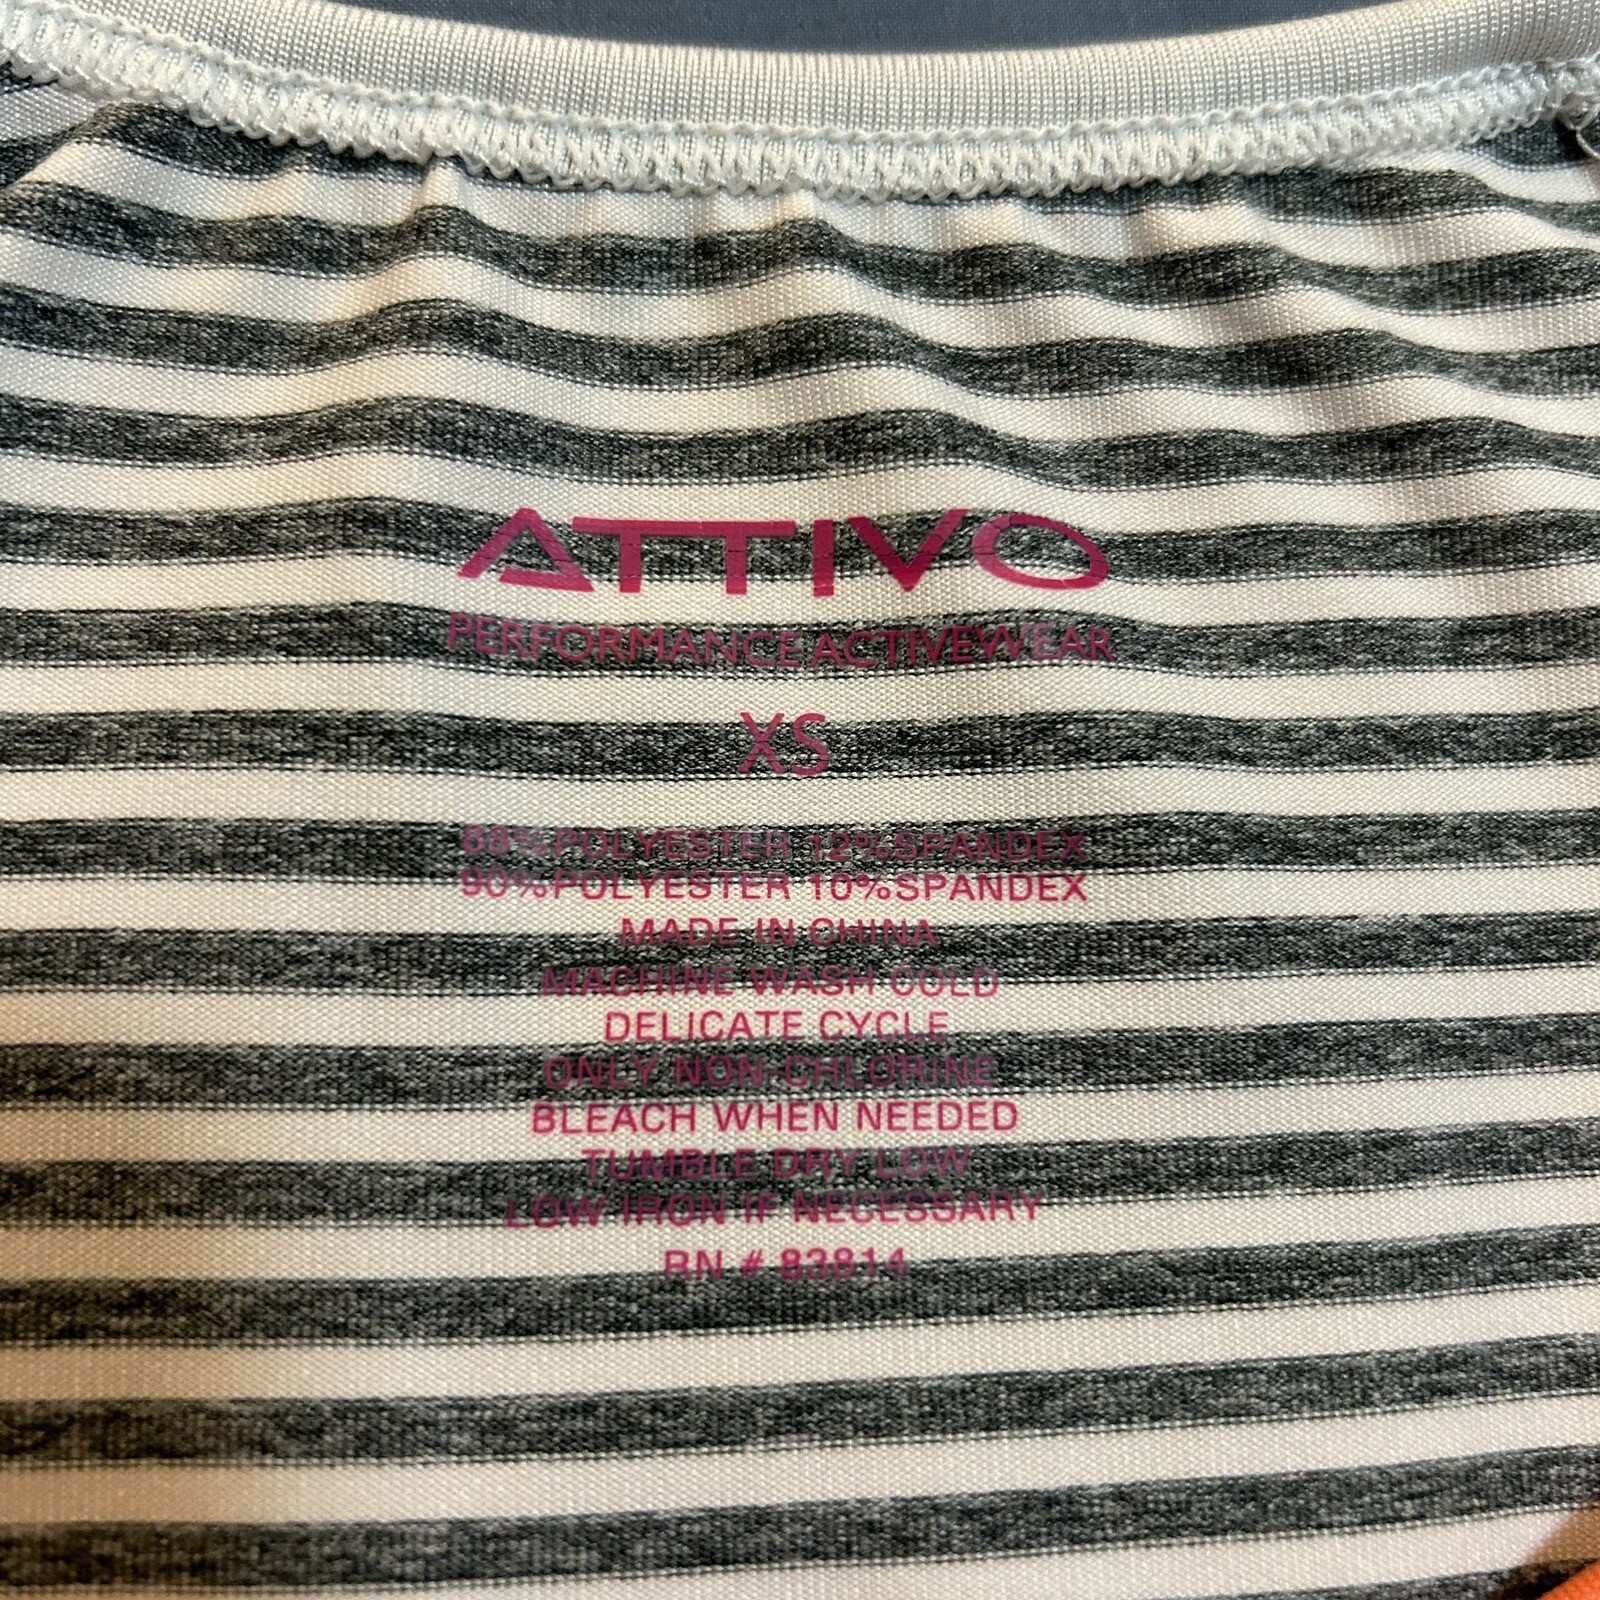 ATTIVO
PERFORMANCE ACTIVEWEAR
XS
88% POLYESTER 12% SPANDEX
90% POLYESTER 10% SPANDEX
MADE IN CHINA
MACHINE WASH COLD
DELICATE CYCLE
ONLY NON-CHLORINE
BLEACH WHEN NEEDED
TUMBLE DRY LOW
LOW IRON IF NECESSARY
RN # 83814